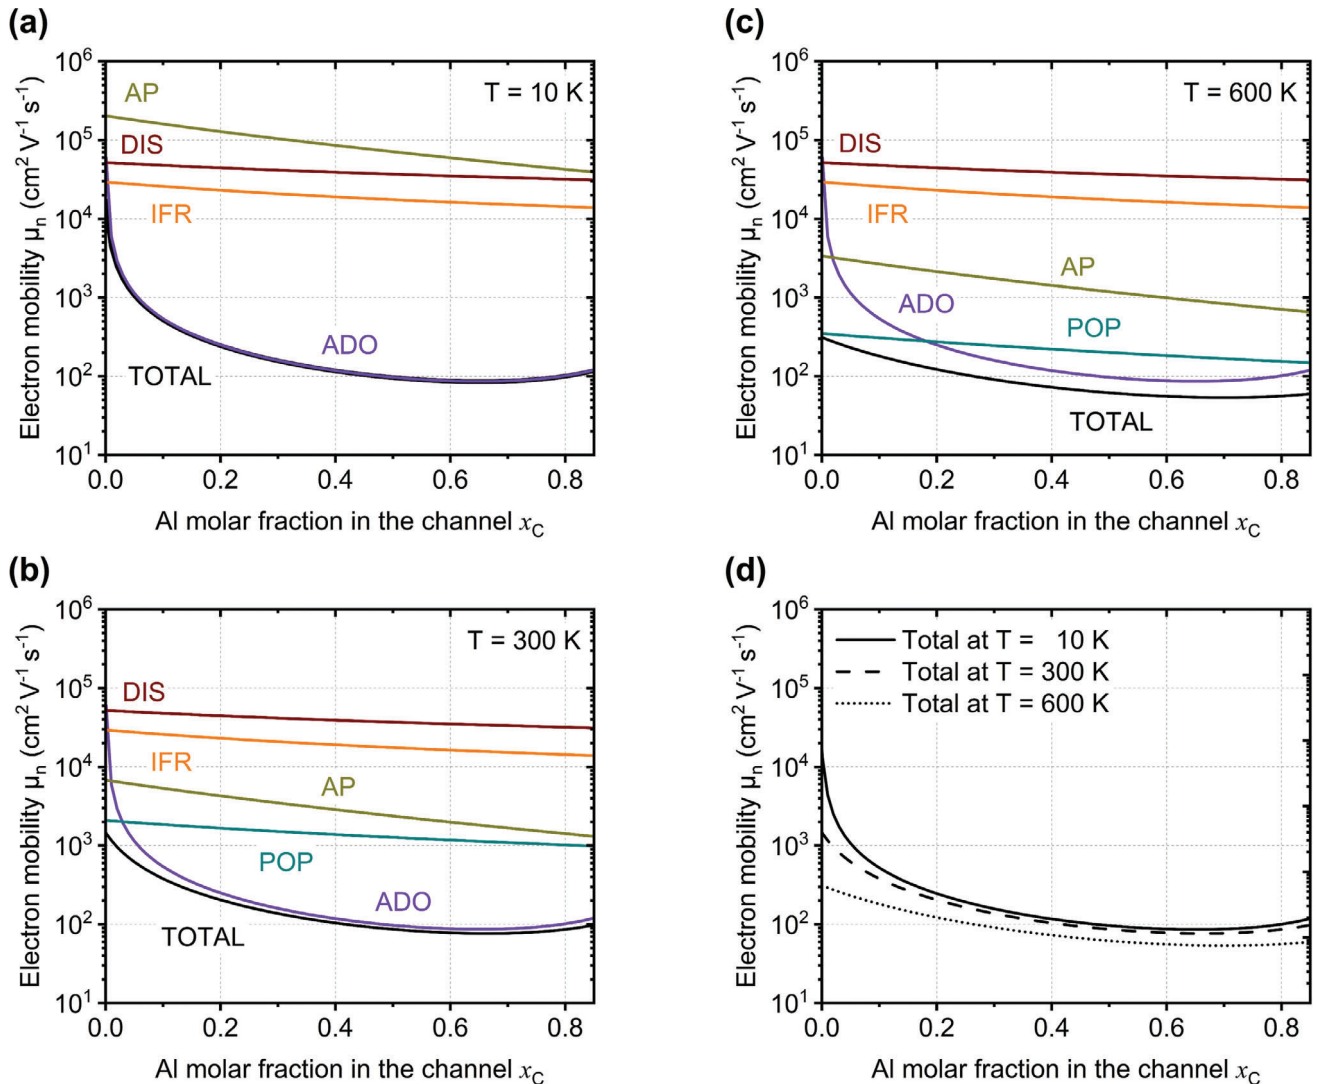 (a)
T = 10 K
AP
DIS
IFR
ADO
TOTAL
10⁶
10⁵
10⁴
10³
10²
10¹
0.0 0.2 0.4 0.6 0.8
Electron mobility μₙ (cm² V⁻¹ s⁻¹)
Al molar fraction in the channel x_C
(c)
T = 600 K
DIS
IFR
AP
ADO
POP
TOTAL
10⁶
10⁵
10⁴
10³
10²
10¹
0.0 0.2 0.4 0.6 0.8
Electron mobility μₙ (cm² V⁻¹ s⁻¹)
Al molar fraction in the channel x_C
(b)
T = 300 K
DIS
IFR
AP
POP
ADO
TOTAL
10⁶
10⁵
10⁴
10³
10²
10¹
0.0 0.2 0.4 0.6 0.8
Electron mobility μₙ (cm² V⁻¹ s⁻¹)
Al molar fraction in the channel x_C
(d)
Total at T = 10 K
Total at T = 300 K
Total at T = 600 K
10⁶
10⁵
10⁴
10³
10²
10¹
0.0 0.2 0.4 0.6 0.8
Electron mobility μₙ (cm² V⁻¹ s⁻¹)
Al molar fraction in the channel x_C